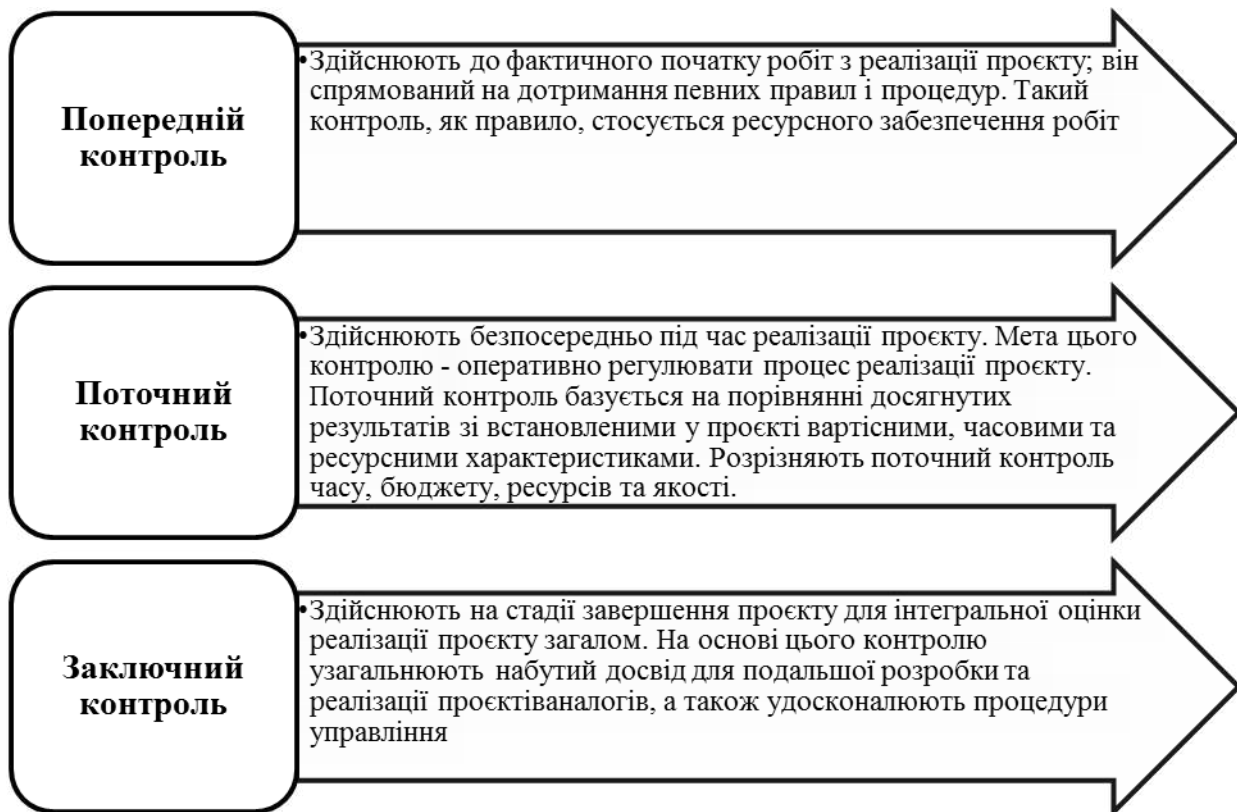 Попередній
контроль
•Здійснюють до фактичного початку робіт з реалізації проєкту; він
спрямований на дотримання певних правил і процедур. Такий
контроль, як правило, стосується ресурсного забезпечення робіт
Поточний
контроль
•Здійснюють безпосередньо під час реалізації проєкту. Мета цього
контролю - оперативно регулювати процес реалізації проєкту.
Поточний контроль базується на порівнянні досягнутих
результатів зі встановленими у проєкті вартісними, часовими та
ресурсними характеристиками. Розрізняють поточний контроль
часу, бюджету, ресурсів та якості.
Заключний
контроль
•Здійснюють на стадії завершення проєкту для інтегральної оцінки
реалізації проєкту загалом. На основі цього контролю
узагальнюють набутий досвід для подальшої розробки та
реалізації проєктіваналогів, а також удосконалюють процедури
управління